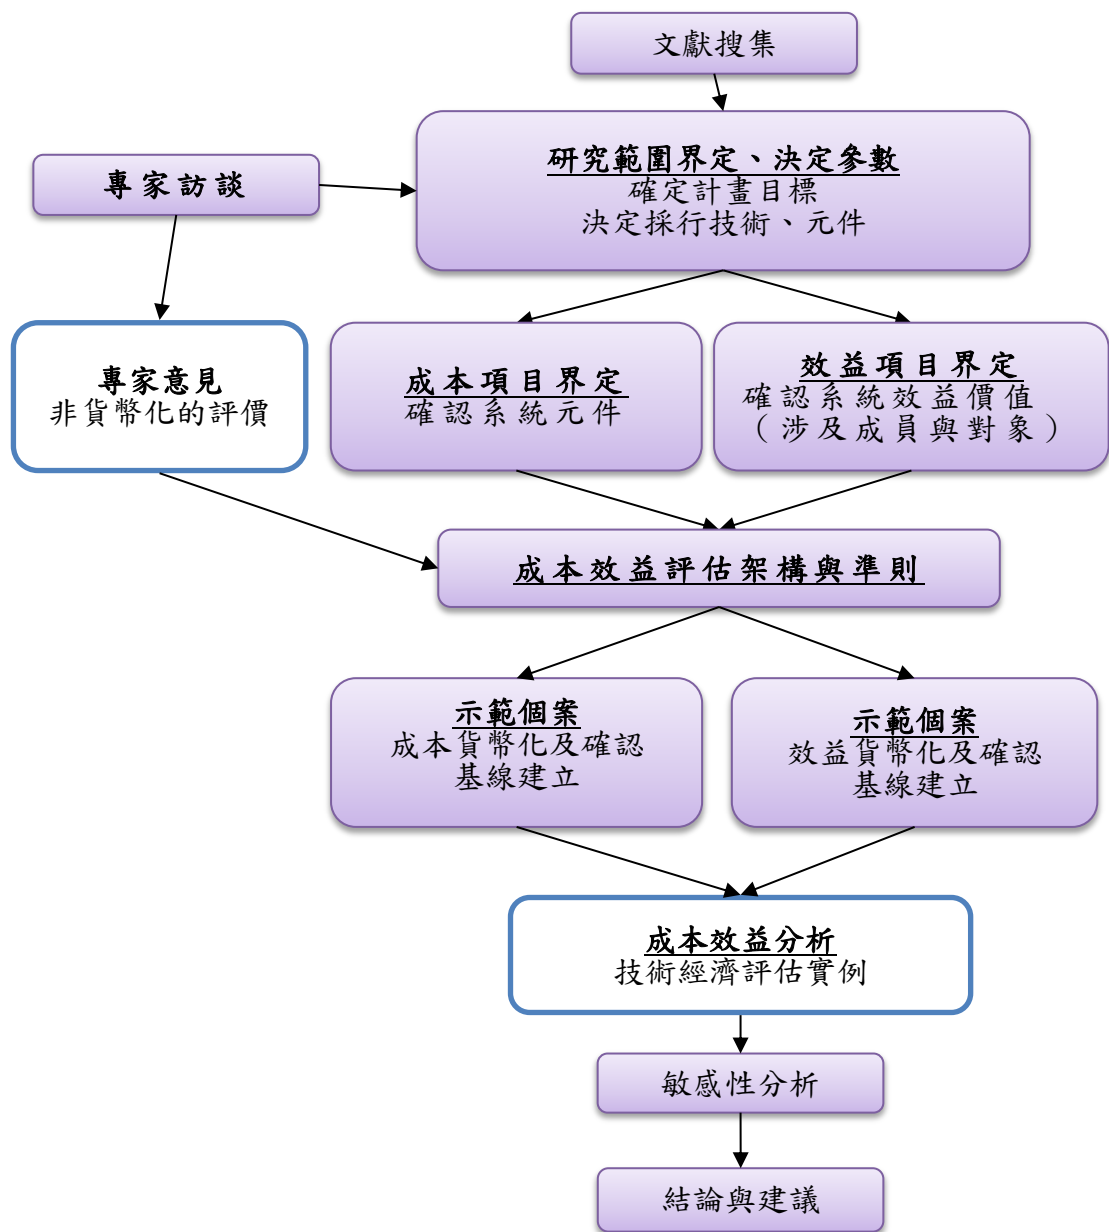 文獻搜集
研究範圍界定、決定參數
確定計畫目標
決定採行技術、元件
專家訪談
專家意見
非貨幣化的評價
成本項目界定
確認系統元件
效益項目界定
確認系統效益價值
（涉及成員與對象）
成本效益評估架構與準則
示範個案
成本貨幣化及確認
基線建立
示範個案
效益貨幣化及確認
基線建立
成本效益分析
技術經濟評估實例
敏感性分析
結論與建議